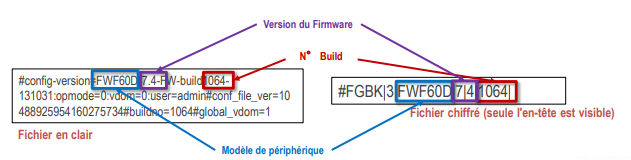 Version du Firmware
N° Build
#config-version=FWF60D-7.4-FW-build1064-
131031:opmode=0:vdom=0:user=admin#conf_file_ver=10
488925954160275734#buildno=1064#global_vdom=1
Fichier en clair
#FGBK|3|FWF60D|7|4|1064|
Fichier chiffré (seule l'en-tête est visible)
Modèle de périphérique